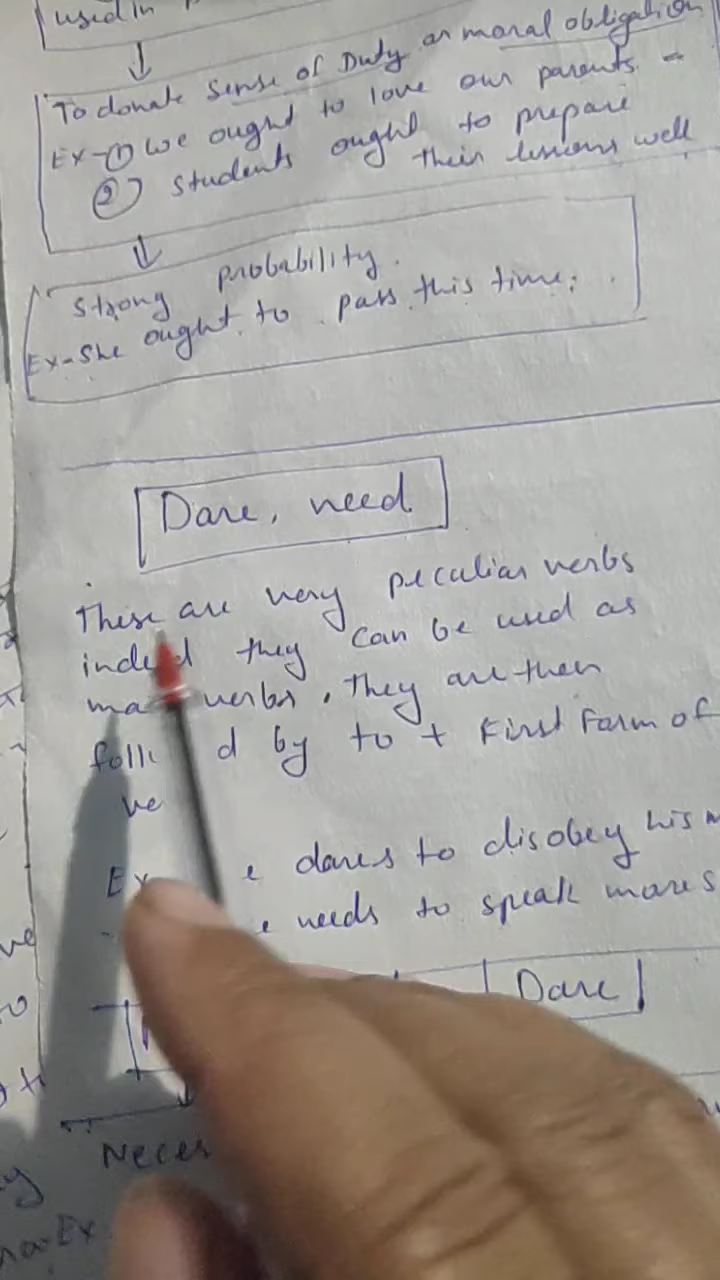 used in
To donate sense of Duty or moral obligation
Ex-① We ought to love our parents -
② Students ought to prepare
their lessons well
Strong probability.
Ex-She ought to pass this time.
Dare, need
These are very peculiar verbs
indeed they can be used as
verbs, They are then
by to + First Form of
dares to disobey his
needs to speak mores
Dare
Neces